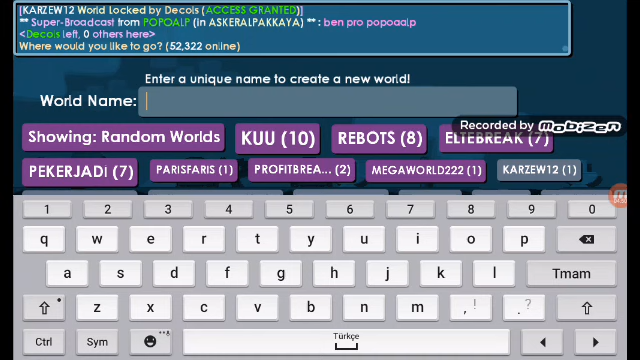 [KARZEW12 World Locked by Decols (ACCESS GRANTED)]
** Super-Broadcast from POPOALP (in ASKERALPAKKAYA) ** : ben pro popoaalp
<Decols left, 0 others here>
Where would you like to go? (52,322 online)
Enter a unique name to create a new world!
World Name:
Recorded by Mobizen
Showing: Random Worlds KUU (10) REBOTS (8) ELTEBREAK (7)
PEKERJADI (7) PARISFARIS (1) PROFITBREA... (2) MEGAWORLD222 (1) KARZEW12 (1)
1 2 3 4 5 6 7 8 9 0
q w e r t y u i o p
a s d f g h j k l Tmam
z x c v b n m , ! . ?
Ctrl Sym Türkçe